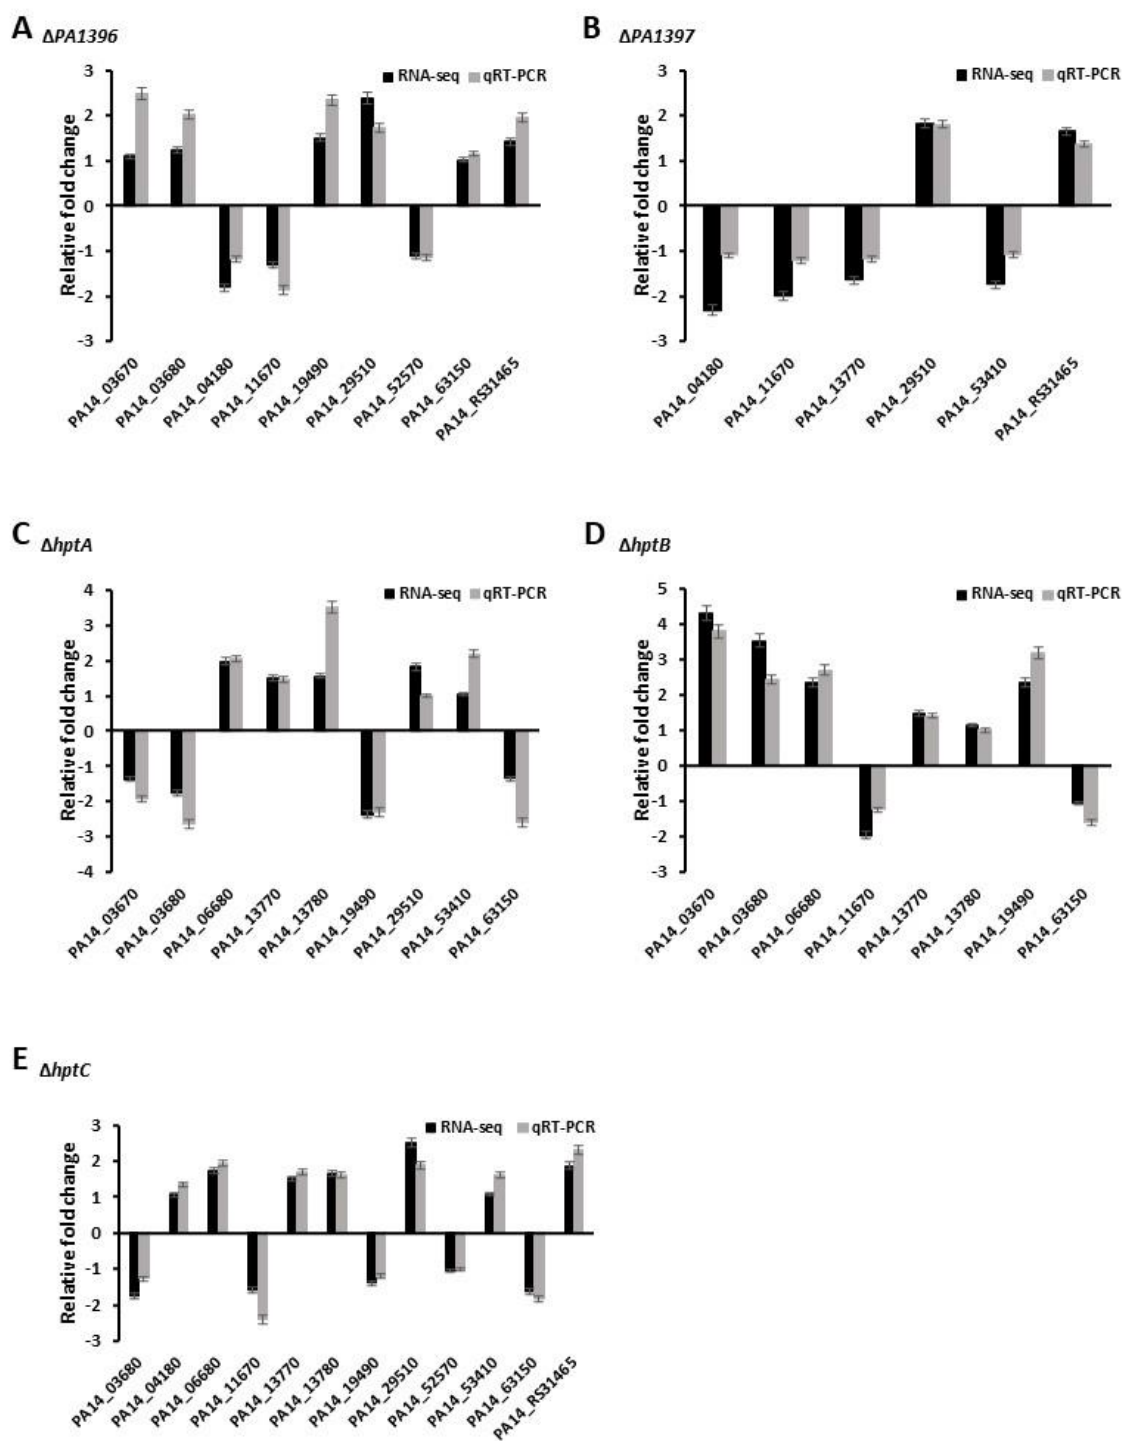 A ΔPA1396
RNA-seq qRT-PCR
Relative fold change
3
2
1
0
-1
-2
-3
PA14_03670
PA14_03680
PA14_04180
PA14_11670
PA14_19490
PA14_29510
PA14_52570
PA14_63150
PA14_RS31465
B ΔPA1397
RNA-seq qRT-PCR
Relative fold change
3
2
1
0
-1
-2
-3
PA14_04180
PA14_11670
PA14_13770
PA14_29510
PA14_53410
PA14_RS31465
C ΔhptA
RNA-seq qRT-PCR
Relative fold change
4
3
2
1
0
-1
-2
-3
-4
PA14_03670
PA14_03680
PA14_06680
PA14_13770
PA14_13780
PA14_19490
PA14_29510
PA14_53410
PA14_63150
D ΔhptB
RNA-seq qRT-PCR
Relative fold change
5
4
3
2
1
0
-1
-2
-3
PA14_03670
PA14_03680
PA14_06680
PA14_11670
PA14_13770
PA14_13780
PA14_19490
PA14_63150
E ΔhptC
RNA-seq qRT-PCR
Relative fold change
3
2
1
0
-1
-2
-3
PA14_03680
PA14_04180
PA14_06680
PA14_11670
PA14_13770
PA14_13780
PA14_19490
PA14_29510
PA14_52570
PA14_53410
PA14_63150
PA14_RS31465